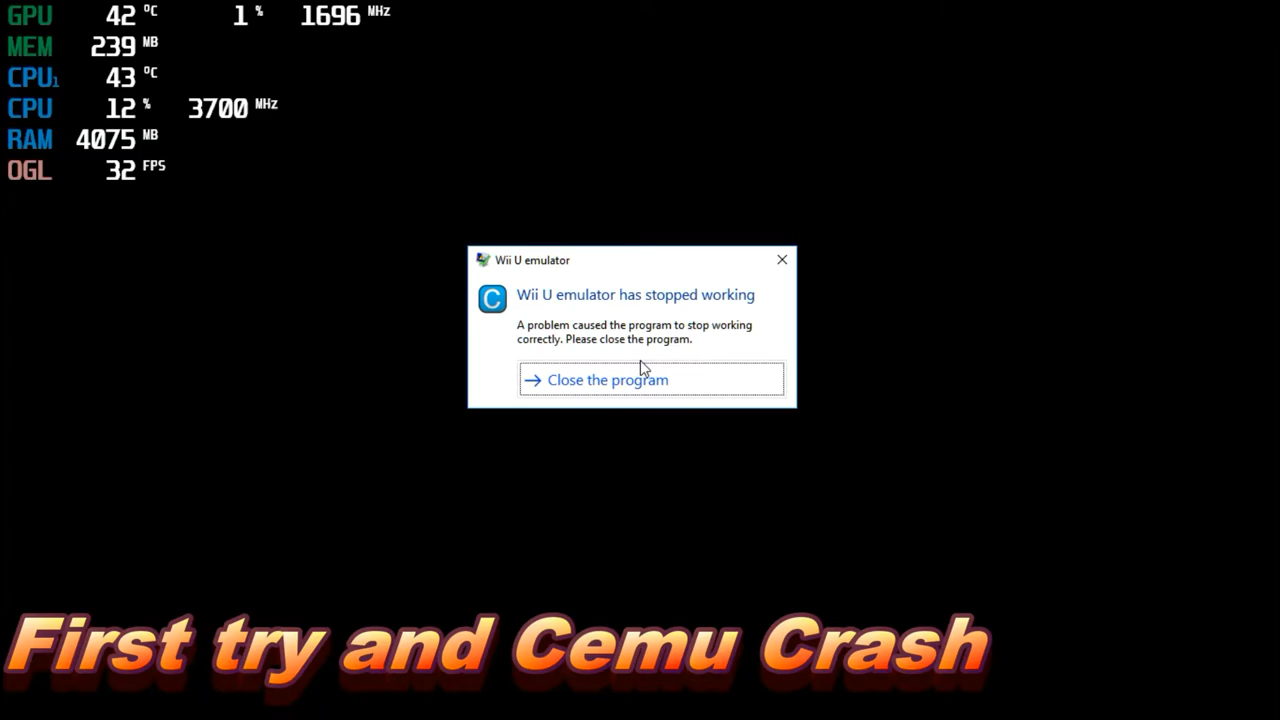 GPU 42 °C 1 % 1696 MHz
MEM 239 MB
CPU1 43 °C
CPU 12 % 3700 MHz
RAM 4075 MB
OGL 32 FPS
Wii U emulator
C
Wii U emulator has stopped working
A problem caused the program to stop working
correctly. Please close the program.
Close the program
First try and Cemu Crash